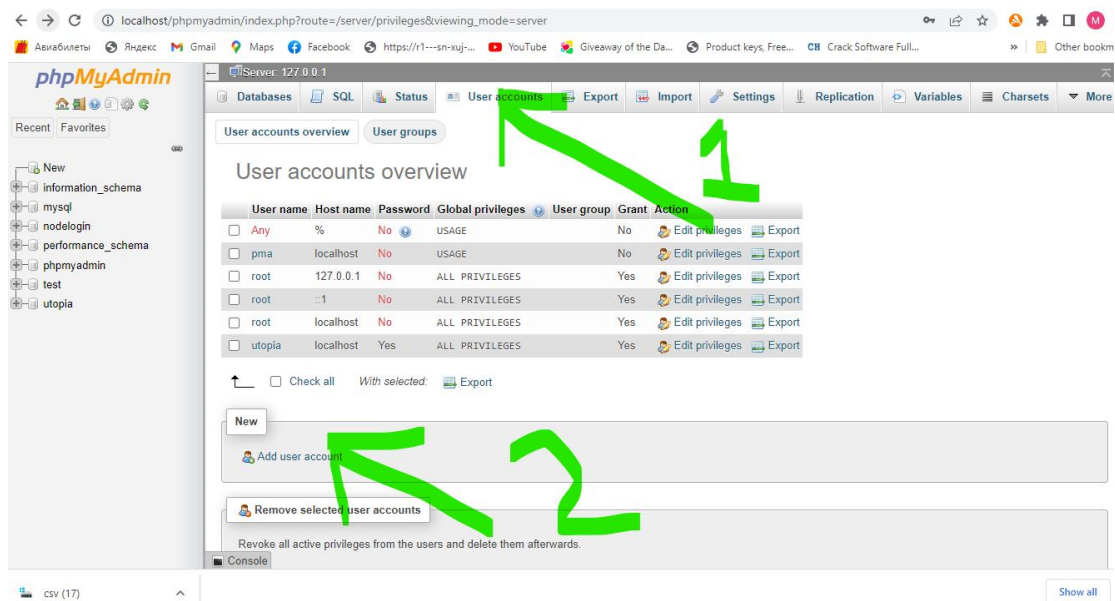 localhost/phpmyadmin/index.php?route=/server/privileges&viewing_mode=server
Авиабилеты Яндекс Gmail Maps Facebook https://r1---sn-xuj-... YouTube Giveaway of the Da... Product keys, Free... CH Crack Software Full... » Other bookm
phpMyAdmin
Recent Favorites
New
information_schema
mysql
nodelogin
performance_schema
phpmyadmin
test
utopia
Server: 127.0.0.1
Databases SQL Status User accounts Export Import Settings Replication Variables Charsets More
User accounts overview User groups
User accounts overview
User name Host name Password Global privileges User group Grant Action
Any % No USAGE No Edit privileges Export
pma localhost No USAGE No Edit privileges Export
root 127.0.0.1 No ALL PRIVILEGES Yes Edit privileges Export
root ::1 No ALL PRIVILEGES Yes Edit privileges Export
root localhost No ALL PRIVILEGES Yes Edit privileges Export
utopia localhost Yes ALL PRIVILEGES Yes Edit privileges Export
Check all With selected: Export
New
Add user account
Remove selected user accounts
Revoke all active privileges from the users and delete them afterwards.
Console
csv (17) Show all
M
1
2